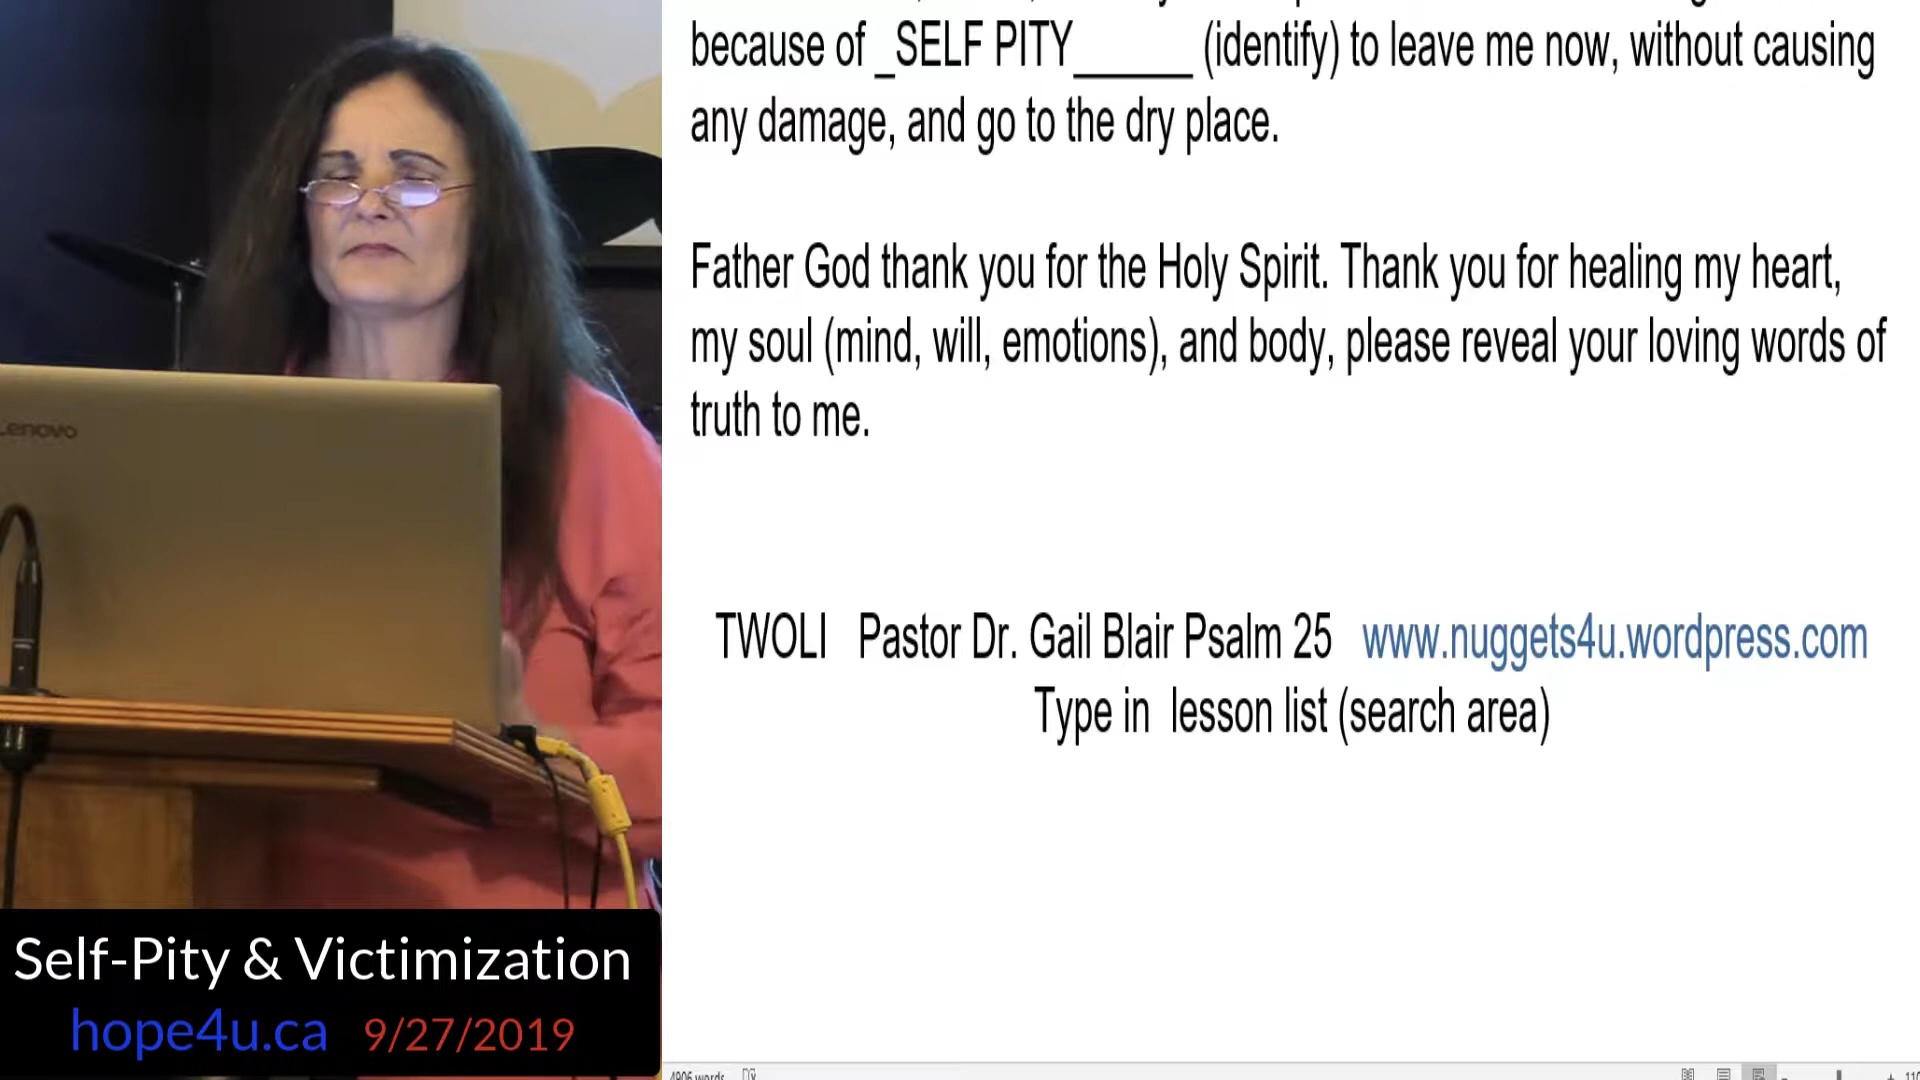 because of _SELF PITY______ (identify) to leave me now, without causing
any damage, and go to the dry place.
Father God thank you for the Holy Spirit. Thank you for healing my heart,
my soul (mind, will, emotions), and body, please reveal your loving words of
truth to me.
TWOLI Pastor Dr. Gail Blair Psalm 25 www.nuggets4u.wordpress.com
Type in lesson list (search area)
Lenovo
Self-Pity & Victimization
hope4u.ca 9/27/2019
4906 words